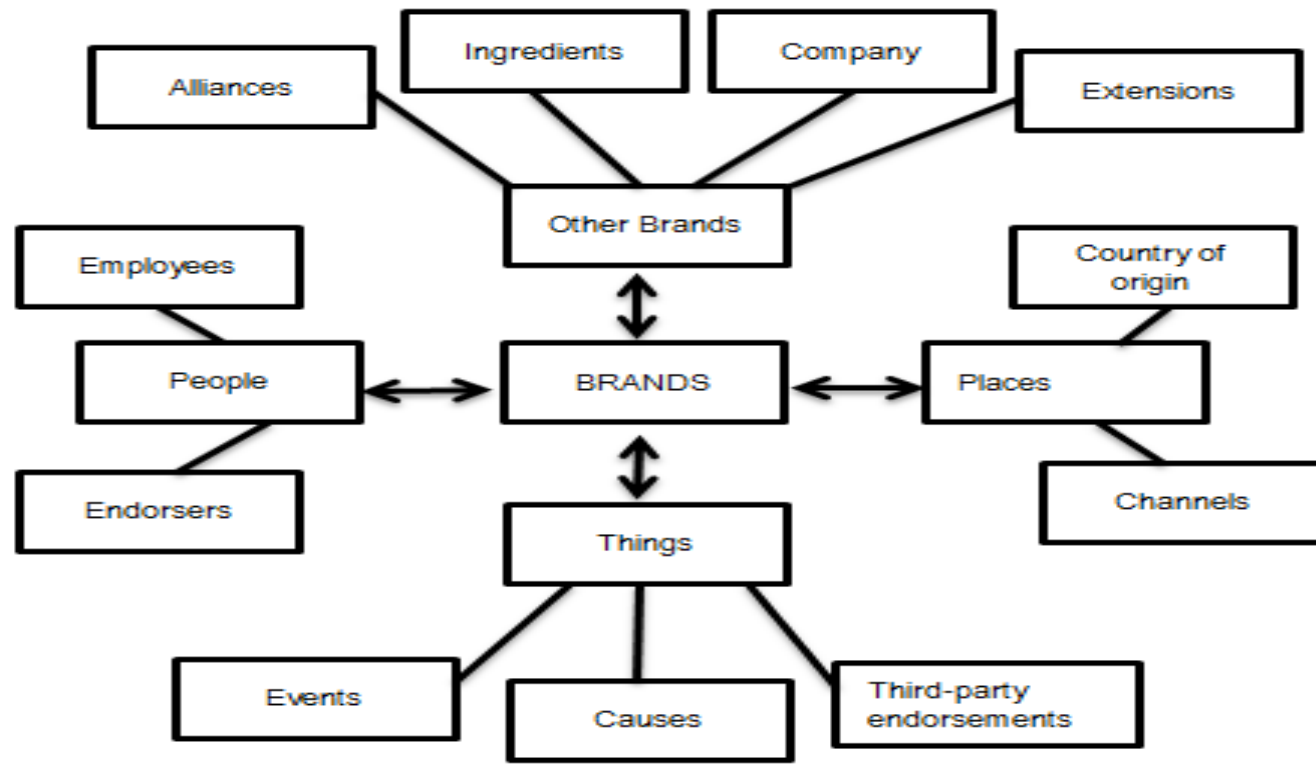 Ingredients
Company
Alliances
Extensions
Other Brands
Employees
Country of
origin
People
BRANDS
Places
Endorsers
Channels
Things
Events
Causes
Third-party
endorsements